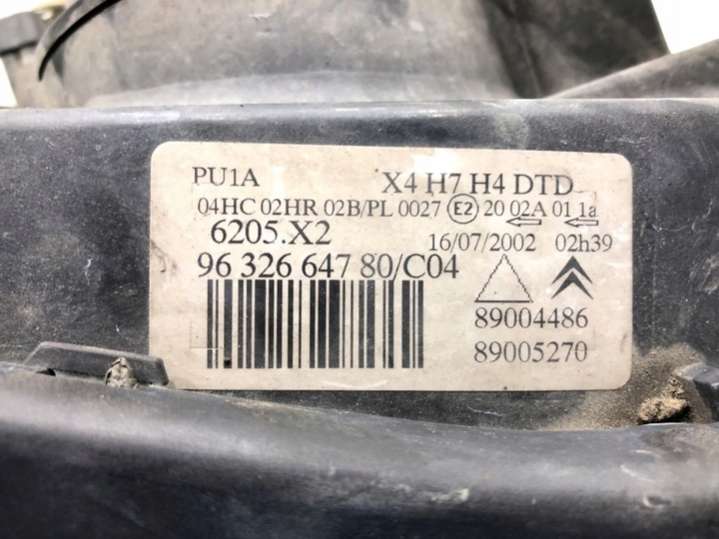 PU1A X4 H7 H4 DTD
04HC 02HR 02B/PL 0027 E2 20 02A 01 1a
6205.X2 16/07/2002 02h39
96 326 647 80/C04
89004486
89005270